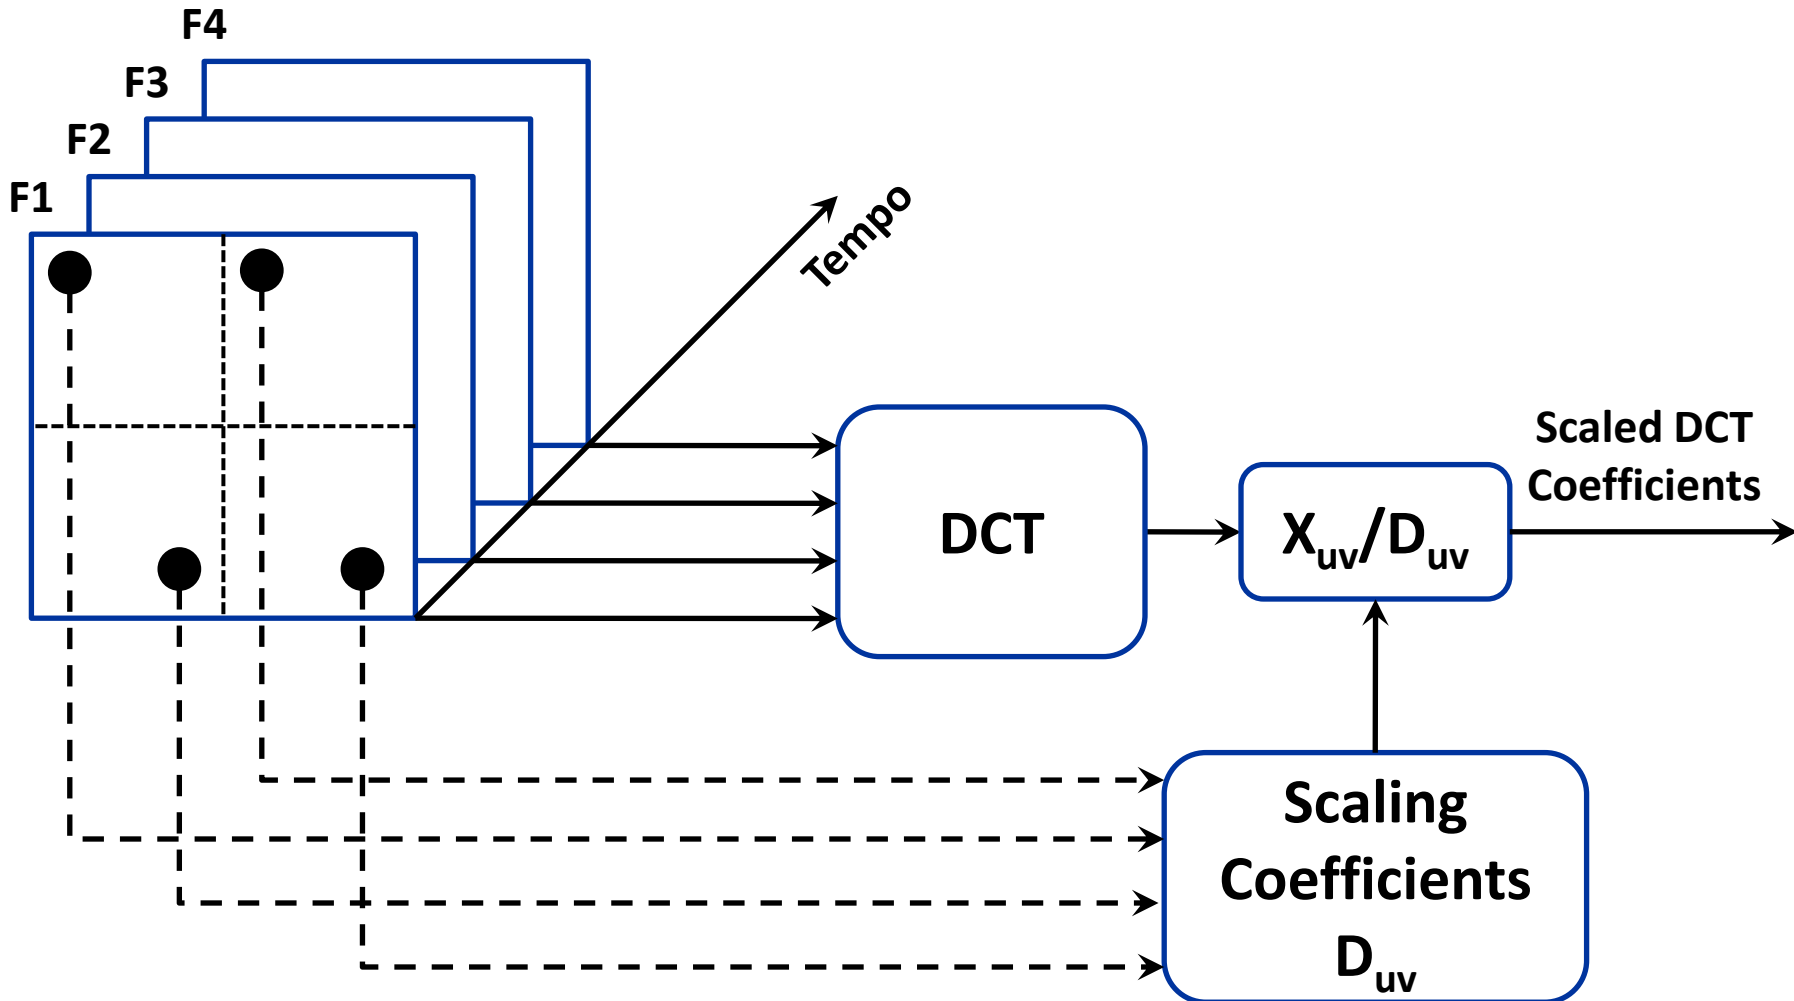 F4
F3
F2
F1
Tempo
Scaled DCT
Coefficients
DCT
Xuv/Duv
Scaling
Coefficients
Duv